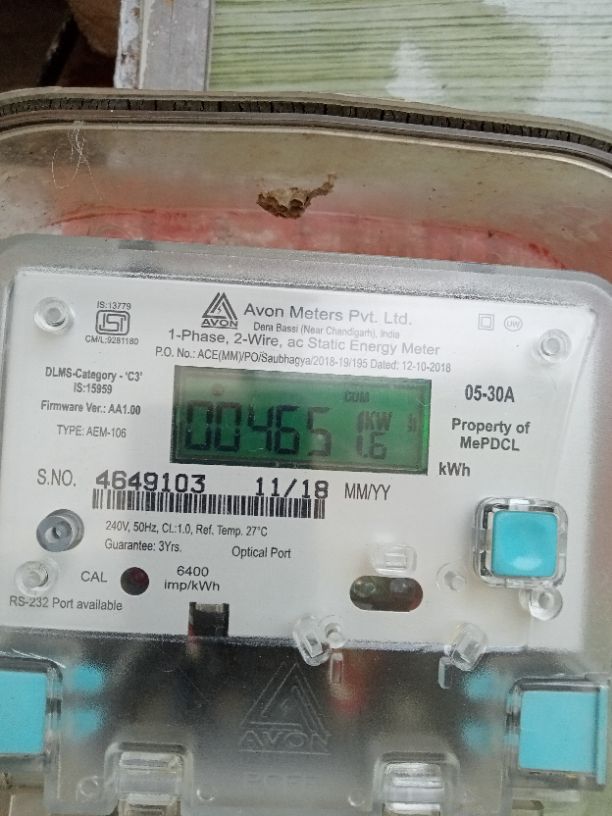 IS:13779
ISI
CM/L:9281180
AVON
Avon Meters Pvt. Ltd.
Dera Bassi (Near Chandigarh), India
UW
1-Phase, 2-Wire, ac Static Energy Meter
P.O. No.: ACE(MM)/PO/Saubhagya/2018-19/195 Dated: 12-10-2018
DLMS-Category - 'C3'
IS:15959
Firmware Ver.: AA1.00
TYPE: AEM-106
COM
004651
KW
1.6
05-30A
Property of
MePDCL
kWh
S.NO. 4649103 11/18 MM/YY
240V, 50Hz, Cl.:1.0, Ref. Temp. 27°C
Guarantee: 3Yrs.
Optical Port
CAL
6400
imp/kWh
RS-232 Port available
AVON